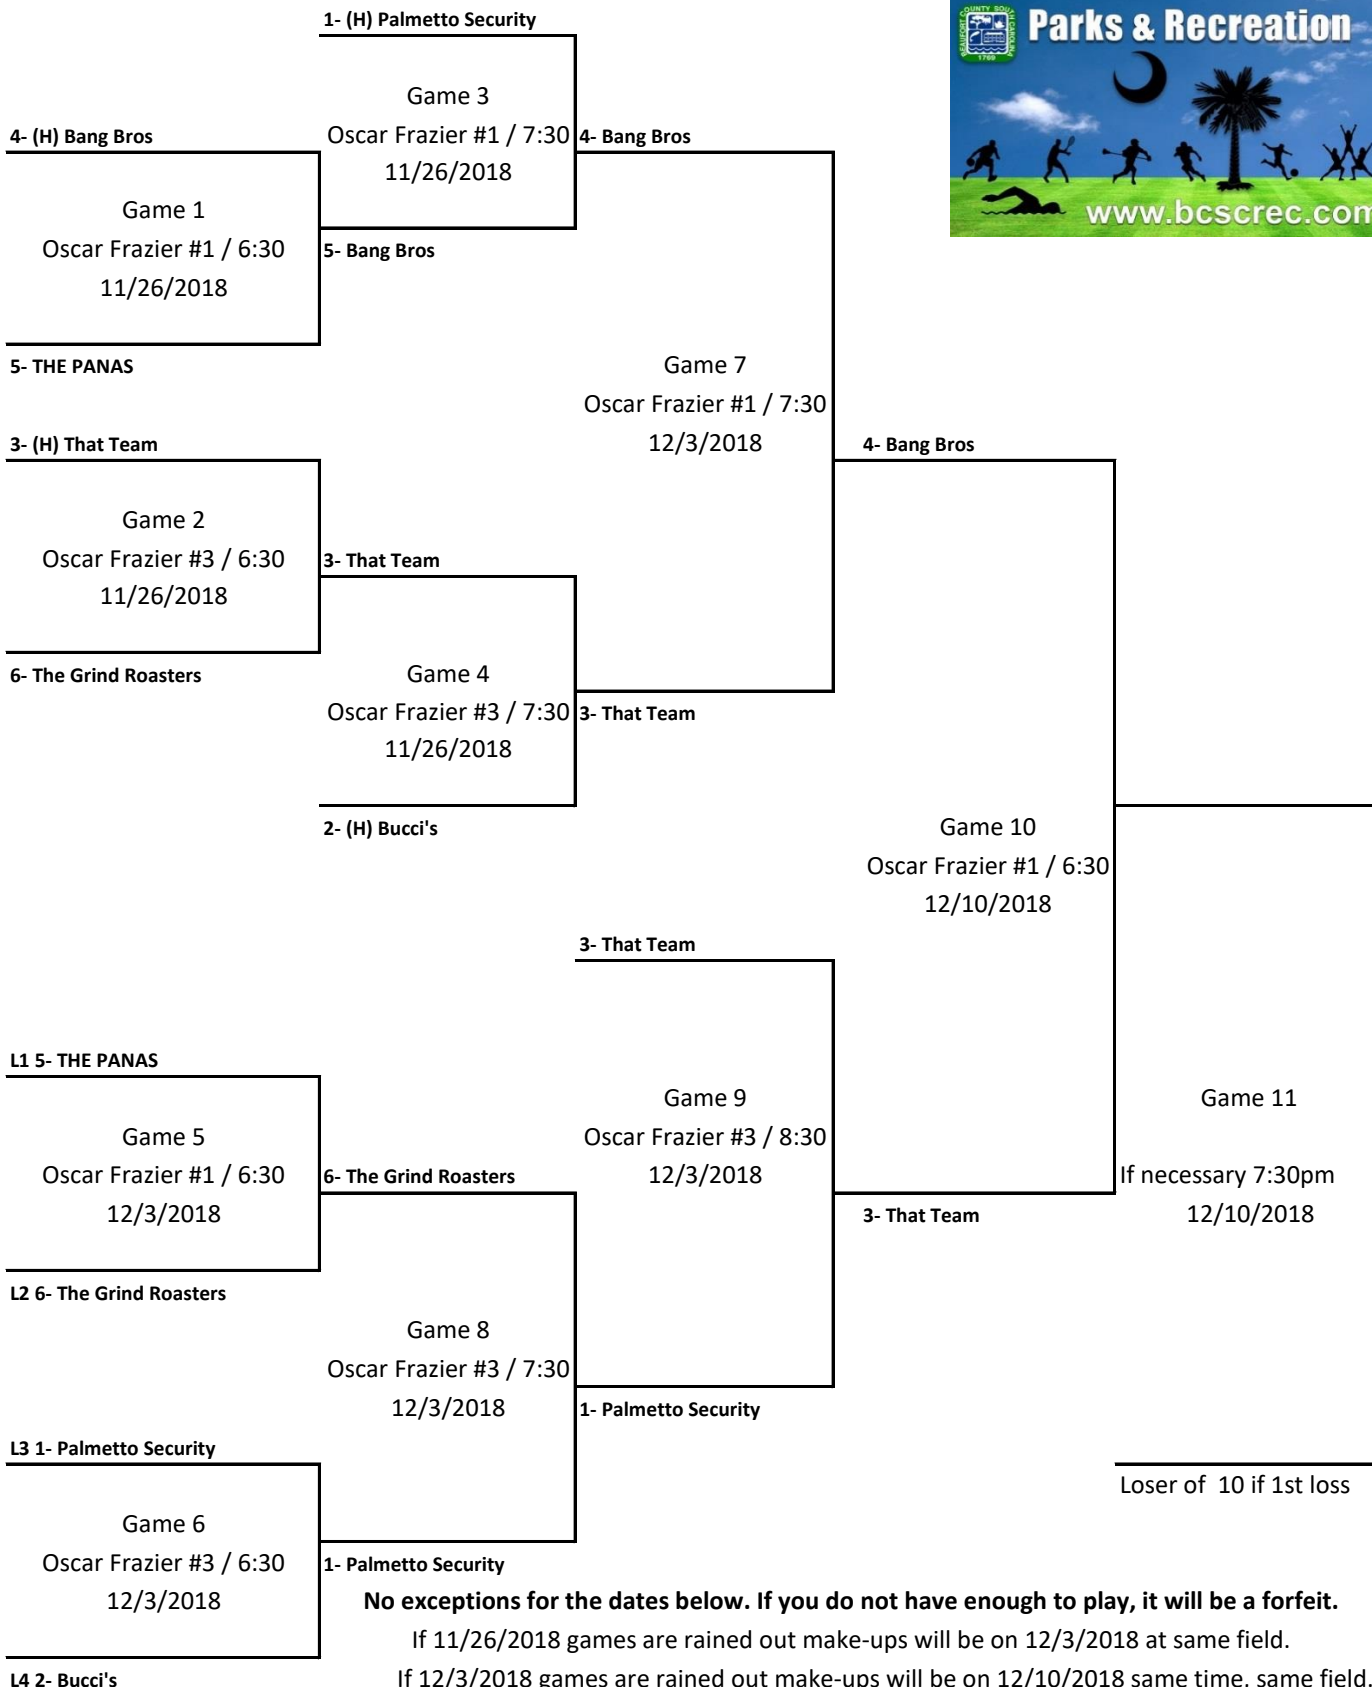 1- (H) Palmetto Security
Parks & Recreation
BEAUFORT COUNTY SOUTH CAROLINA
1769
www.bcscrec.com
Game 3
Oscar Frazier #1 / 7:30
11/26/2018
4- (H) Bang Bros
4- Bang Bros
Game 1
Oscar Frazier #1 / 6:30
11/26/2018
5- Bang Bros
5- THE PANAS
Game 7
Oscar Frazier #1 / 7:30
12/3/2018
3- (H) That Team
4- Bang Bros
Game 2
Oscar Frazier #3 / 6:30
11/26/2018
3- That Team
6- The Grind Roasters
Game 4
Oscar Frazier #3 / 7:30
11/26/2018
3- That Team
2- (H) Bucci's
Game 10
Oscar Frazier #1 / 6:30
12/10/2018
3- That Team
L1 5- THE PANAS
Game 5
Oscar Frazier #1 / 6:30
12/3/2018
6- The Grind Roasters
Game 9
Oscar Frazier #3 / 8:30
12/3/2018
Game 11
If necessary 7:30pm
12/10/2018
3- That Team
L2 6- The Grind Roasters
Game 8
Oscar Frazier #3 / 7:30
12/3/2018
1- Palmetto Security
L3 1- Palmetto Security
Loser of  10 if 1st loss
Game 6
Oscar Frazier #3 / 6:30
12/3/2018
1- Palmetto Security
L4 2- Bucci's
No exceptions for the dates below. If you do not have enough to play, it will be a forfeit.
If 11/26/2018 games are rained out make-ups will be on 12/3/2018 at same field.
If 12/3/2018 games are rained out make-ups will be on 12/10/2018 same time, same field.